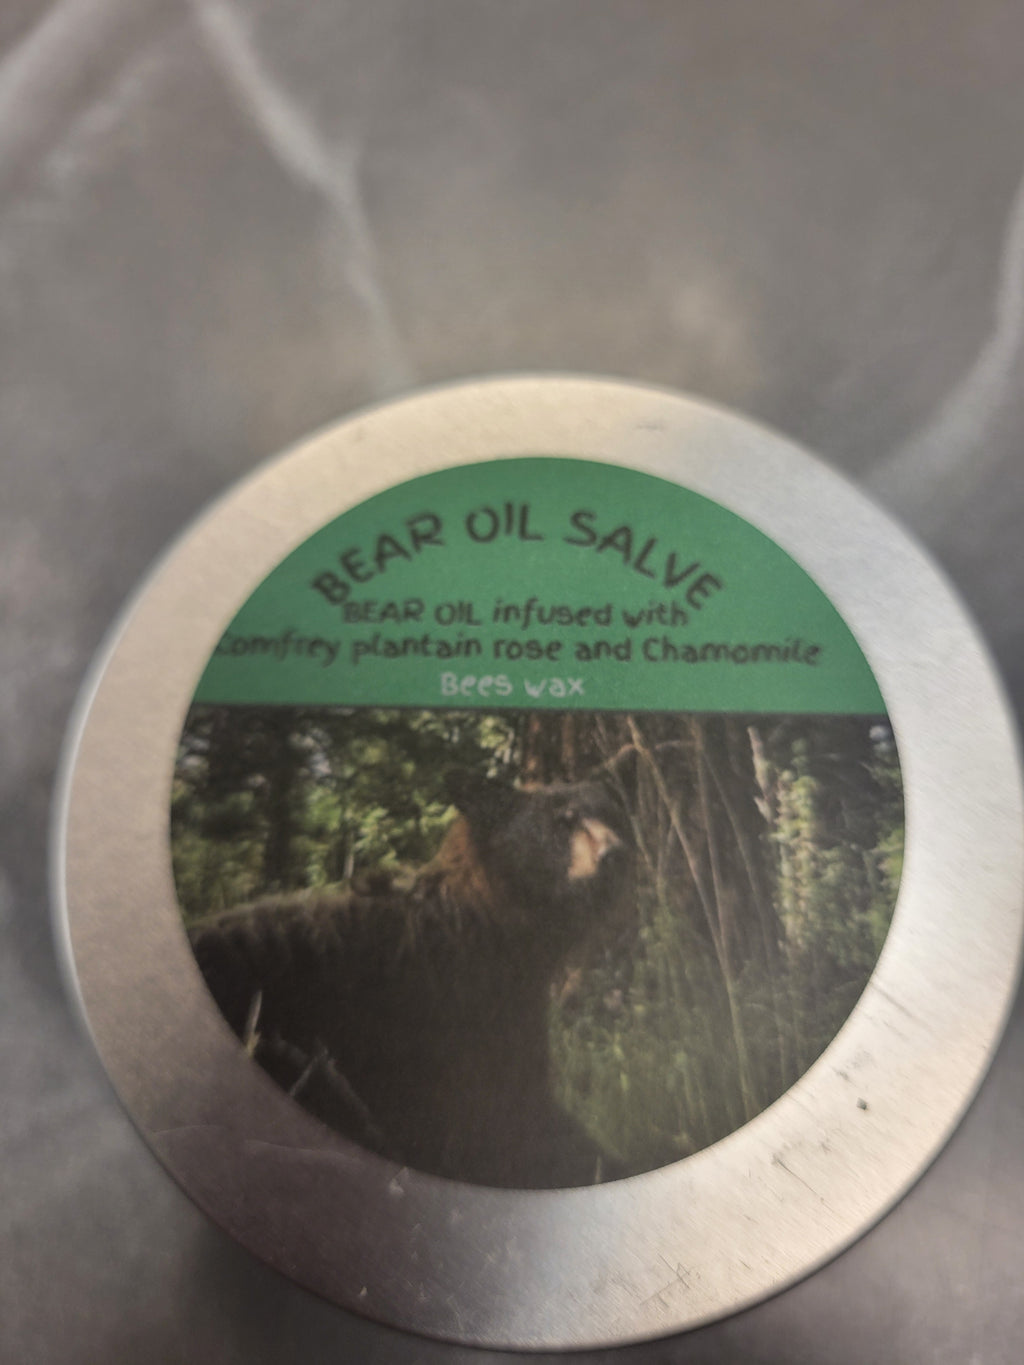 BEAR OIL SALVE
BEAR OIL infused with
Comfrey plantain rose and Chamomile
Bees wax